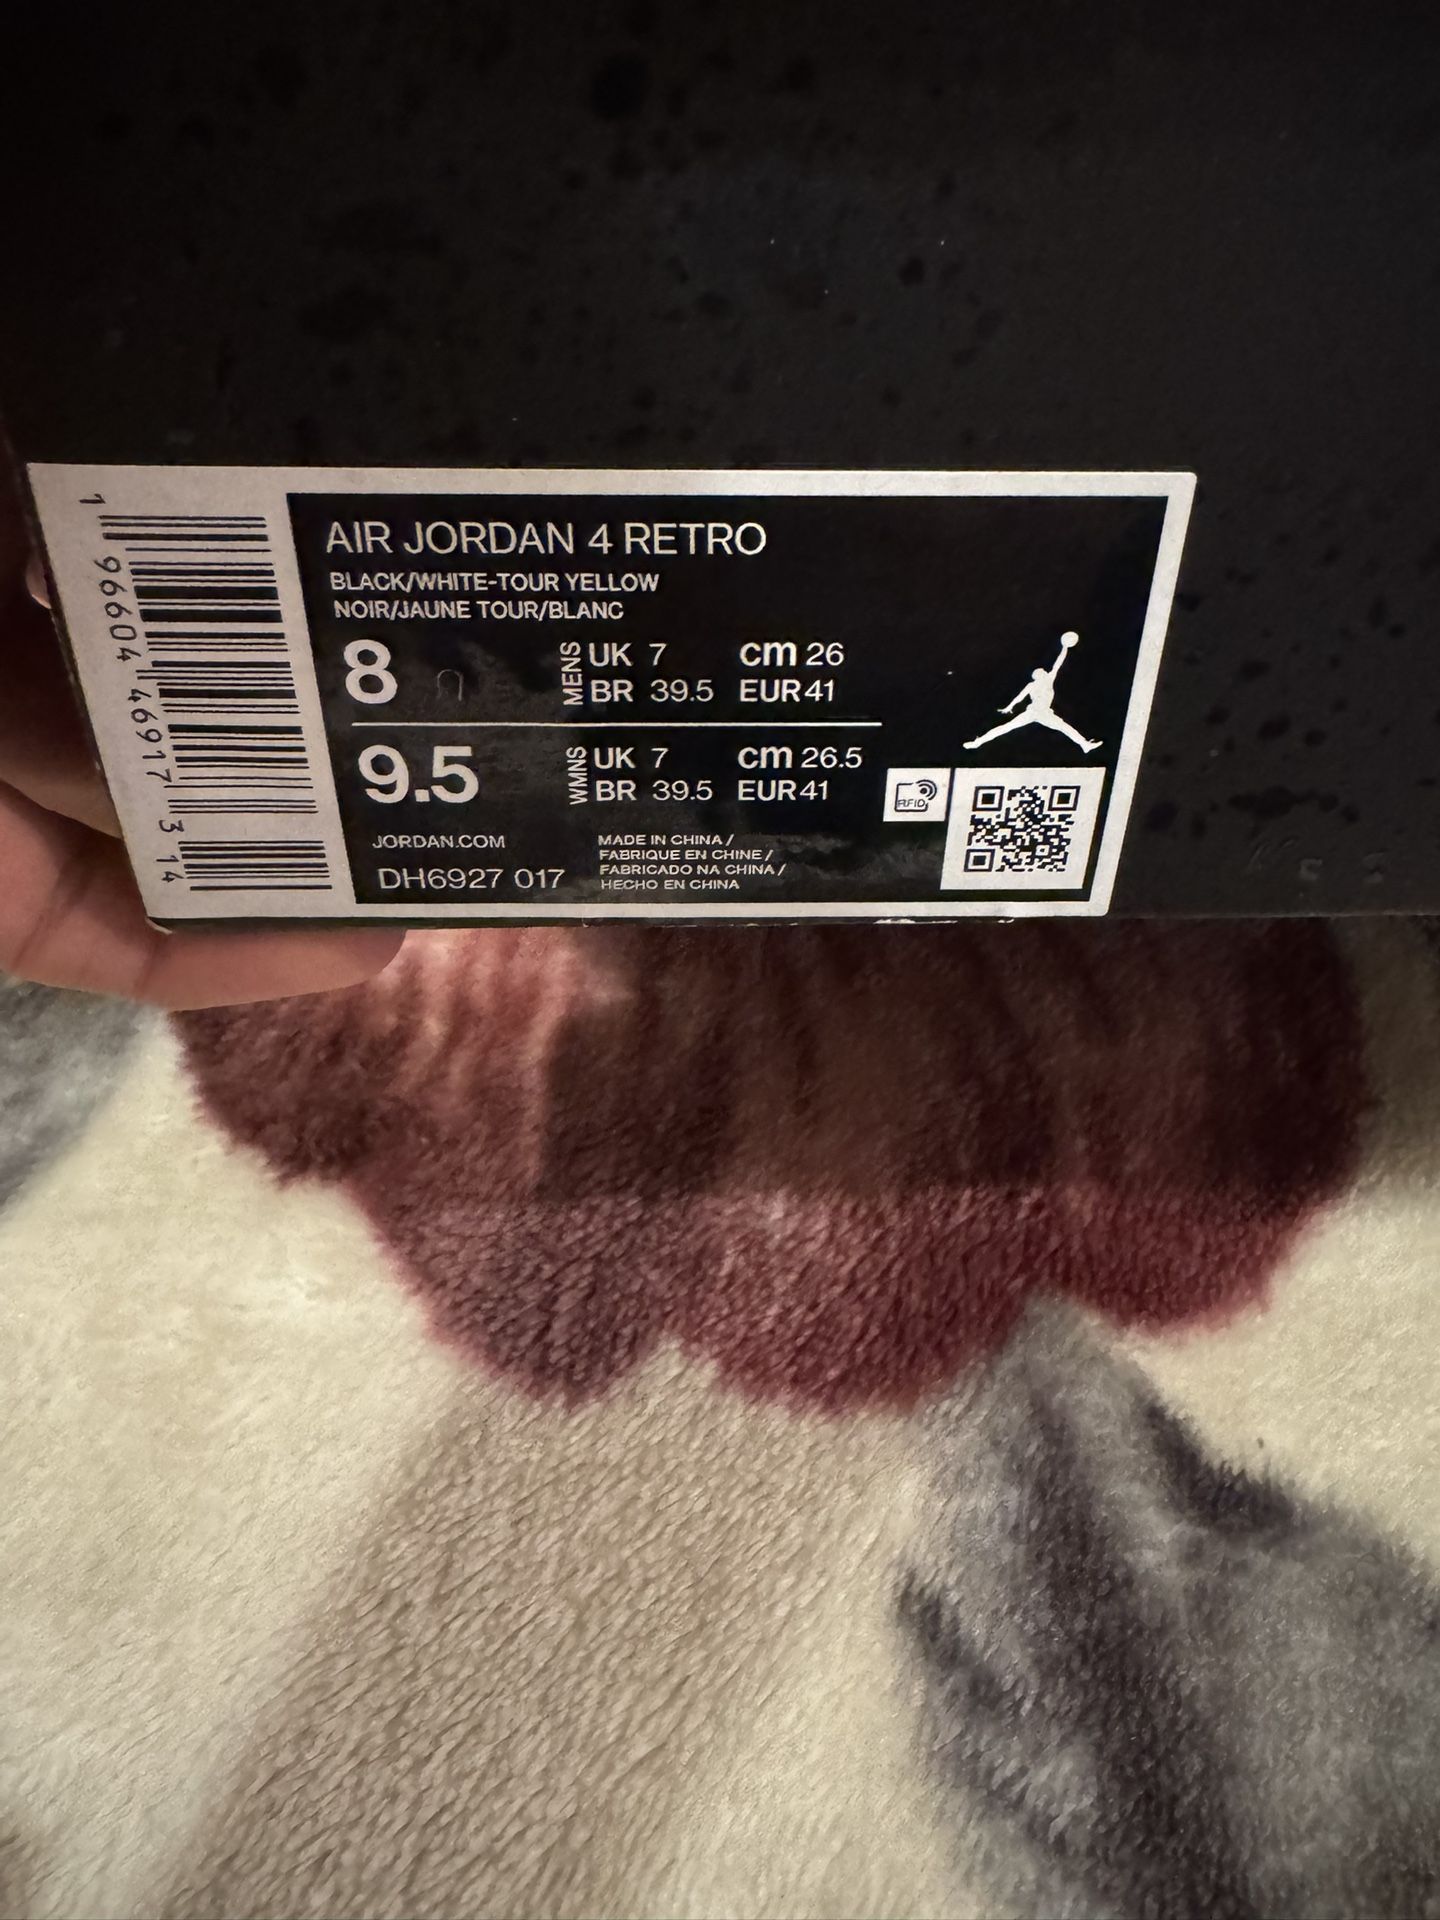 AIR JORDAN 4 RETRO
BLACK/WHITE-TOUR YELLOW
NOIR/JAUNE TOUR/BLANC
8 MENS UK 7 cm 26
BR 39.5 EUR 41
9.5 WMNS UK 7 cm 26.5
BR 39.5 EUR 41
RFID
JORDAN.COM
DH6927 017
MADE IN CHINA /
FABRIQUE EN CHINE /
FABRICADO NA CHINA /
HECHO EN CHINA
1 96604 46917 3 14